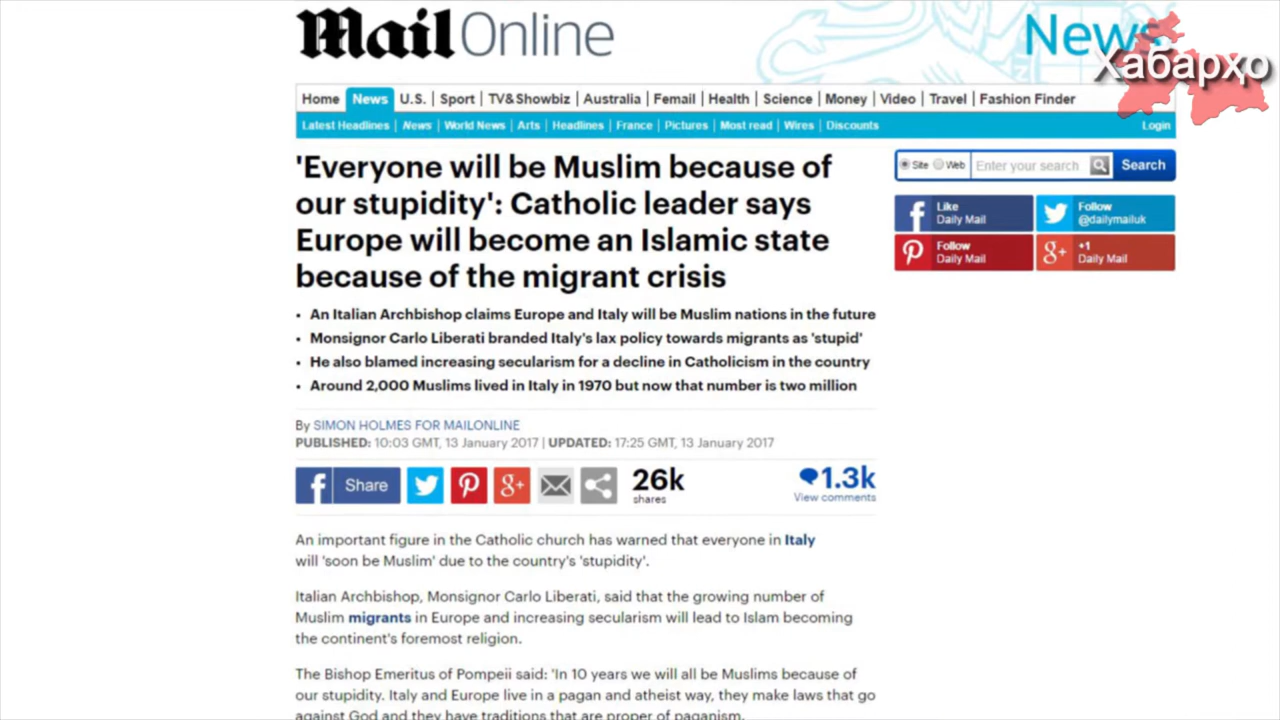 Mail Online
News
Хабарҳо
Home News U.S. Sport TV&Showbiz Australia Femail Health Science Money Video Travel Fashion Finder
Latest Headlines News World News Arts Headlines France Pictures Most read Wires Discounts Login
'Everyone will be Muslim because of
our stupidity': Catholic leader says
Europe will become an Islamic state
because of the migrant crisis
• An Italian Archbishop claims Europe and Italy will be Muslim nations in the future
• Monsignor Carlo Liberati branded Italy's lax policy towards migrants as 'stupid'
• He also blamed increasing secularism for a decline in Catholicism in the country
• Around 2,000 Muslims lived in Italy in 1970 but now that number is two million
By SIMON HOLMES FOR MAILONLINE
PUBLISHED: 10:03 GMT, 13 January 2017 | UPDATED: 17:25 GMT, 13 January 2017
Share
26k
shares
1.3k
View comments
An important figure in the Catholic church has warned that everyone in Italy
will 'soon be Muslim' due to the country's 'stupidity'.
Italian Archbishop, Monsignor Carlo Liberati, said that the growing number of
Muslim migrants in Europe and increasing secularism will lead to Islam becoming
the continent's foremost religion.
The Bishop Emeritus of Pompeii said: 'In 10 years we will all be Muslims because of
our stupidity. Italy and Europe live in a pagan and atheist way, they make laws that go
against God and they have traditions that are proper of paganism.
Site Web Enter your search Search
Like
Daily Mail
Follow
@dailymailuk
Follow
Daily Mail
+1
Daily Mail